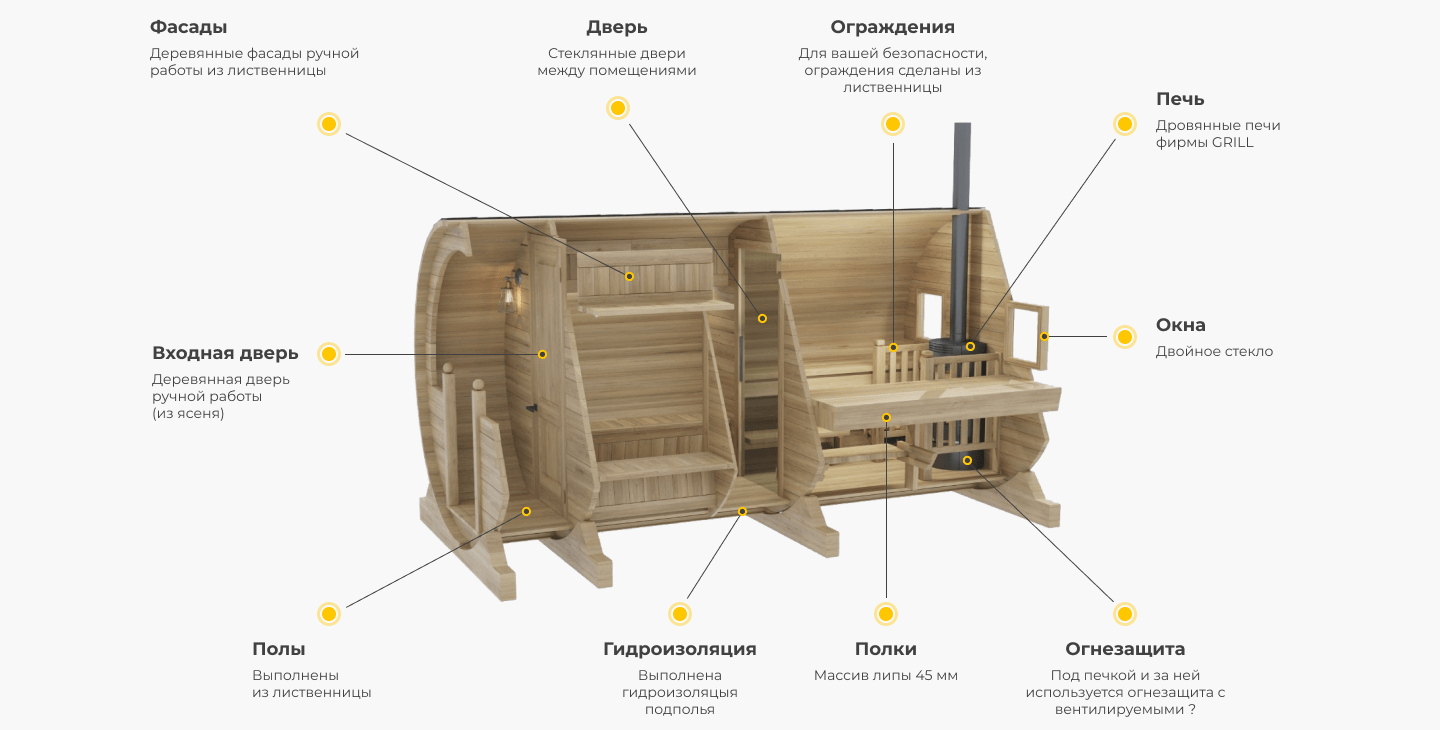 Фасады
Деревянные фасады ручной
работы из лиственницы
Дверь
Стеклянные двери
между помещениями
Ограждения
Для вашей безопасности,
ограждения сделаны из
лиственницы
Печь
Дровянные печи
фирмы GRILL
Входная дверь
Деревянная дверь
ручной работы
(из ясеня)
Окна
Двойное стекло
Полы
Выполнены
из лиственницы
Гидроизоляция
Выполнена
гидроизоляцыя
подполья
Полки
Массив липы 45 мм
Огнезащита
Под печкой и за ней
используется огнезащита с
вентилируемыми ?